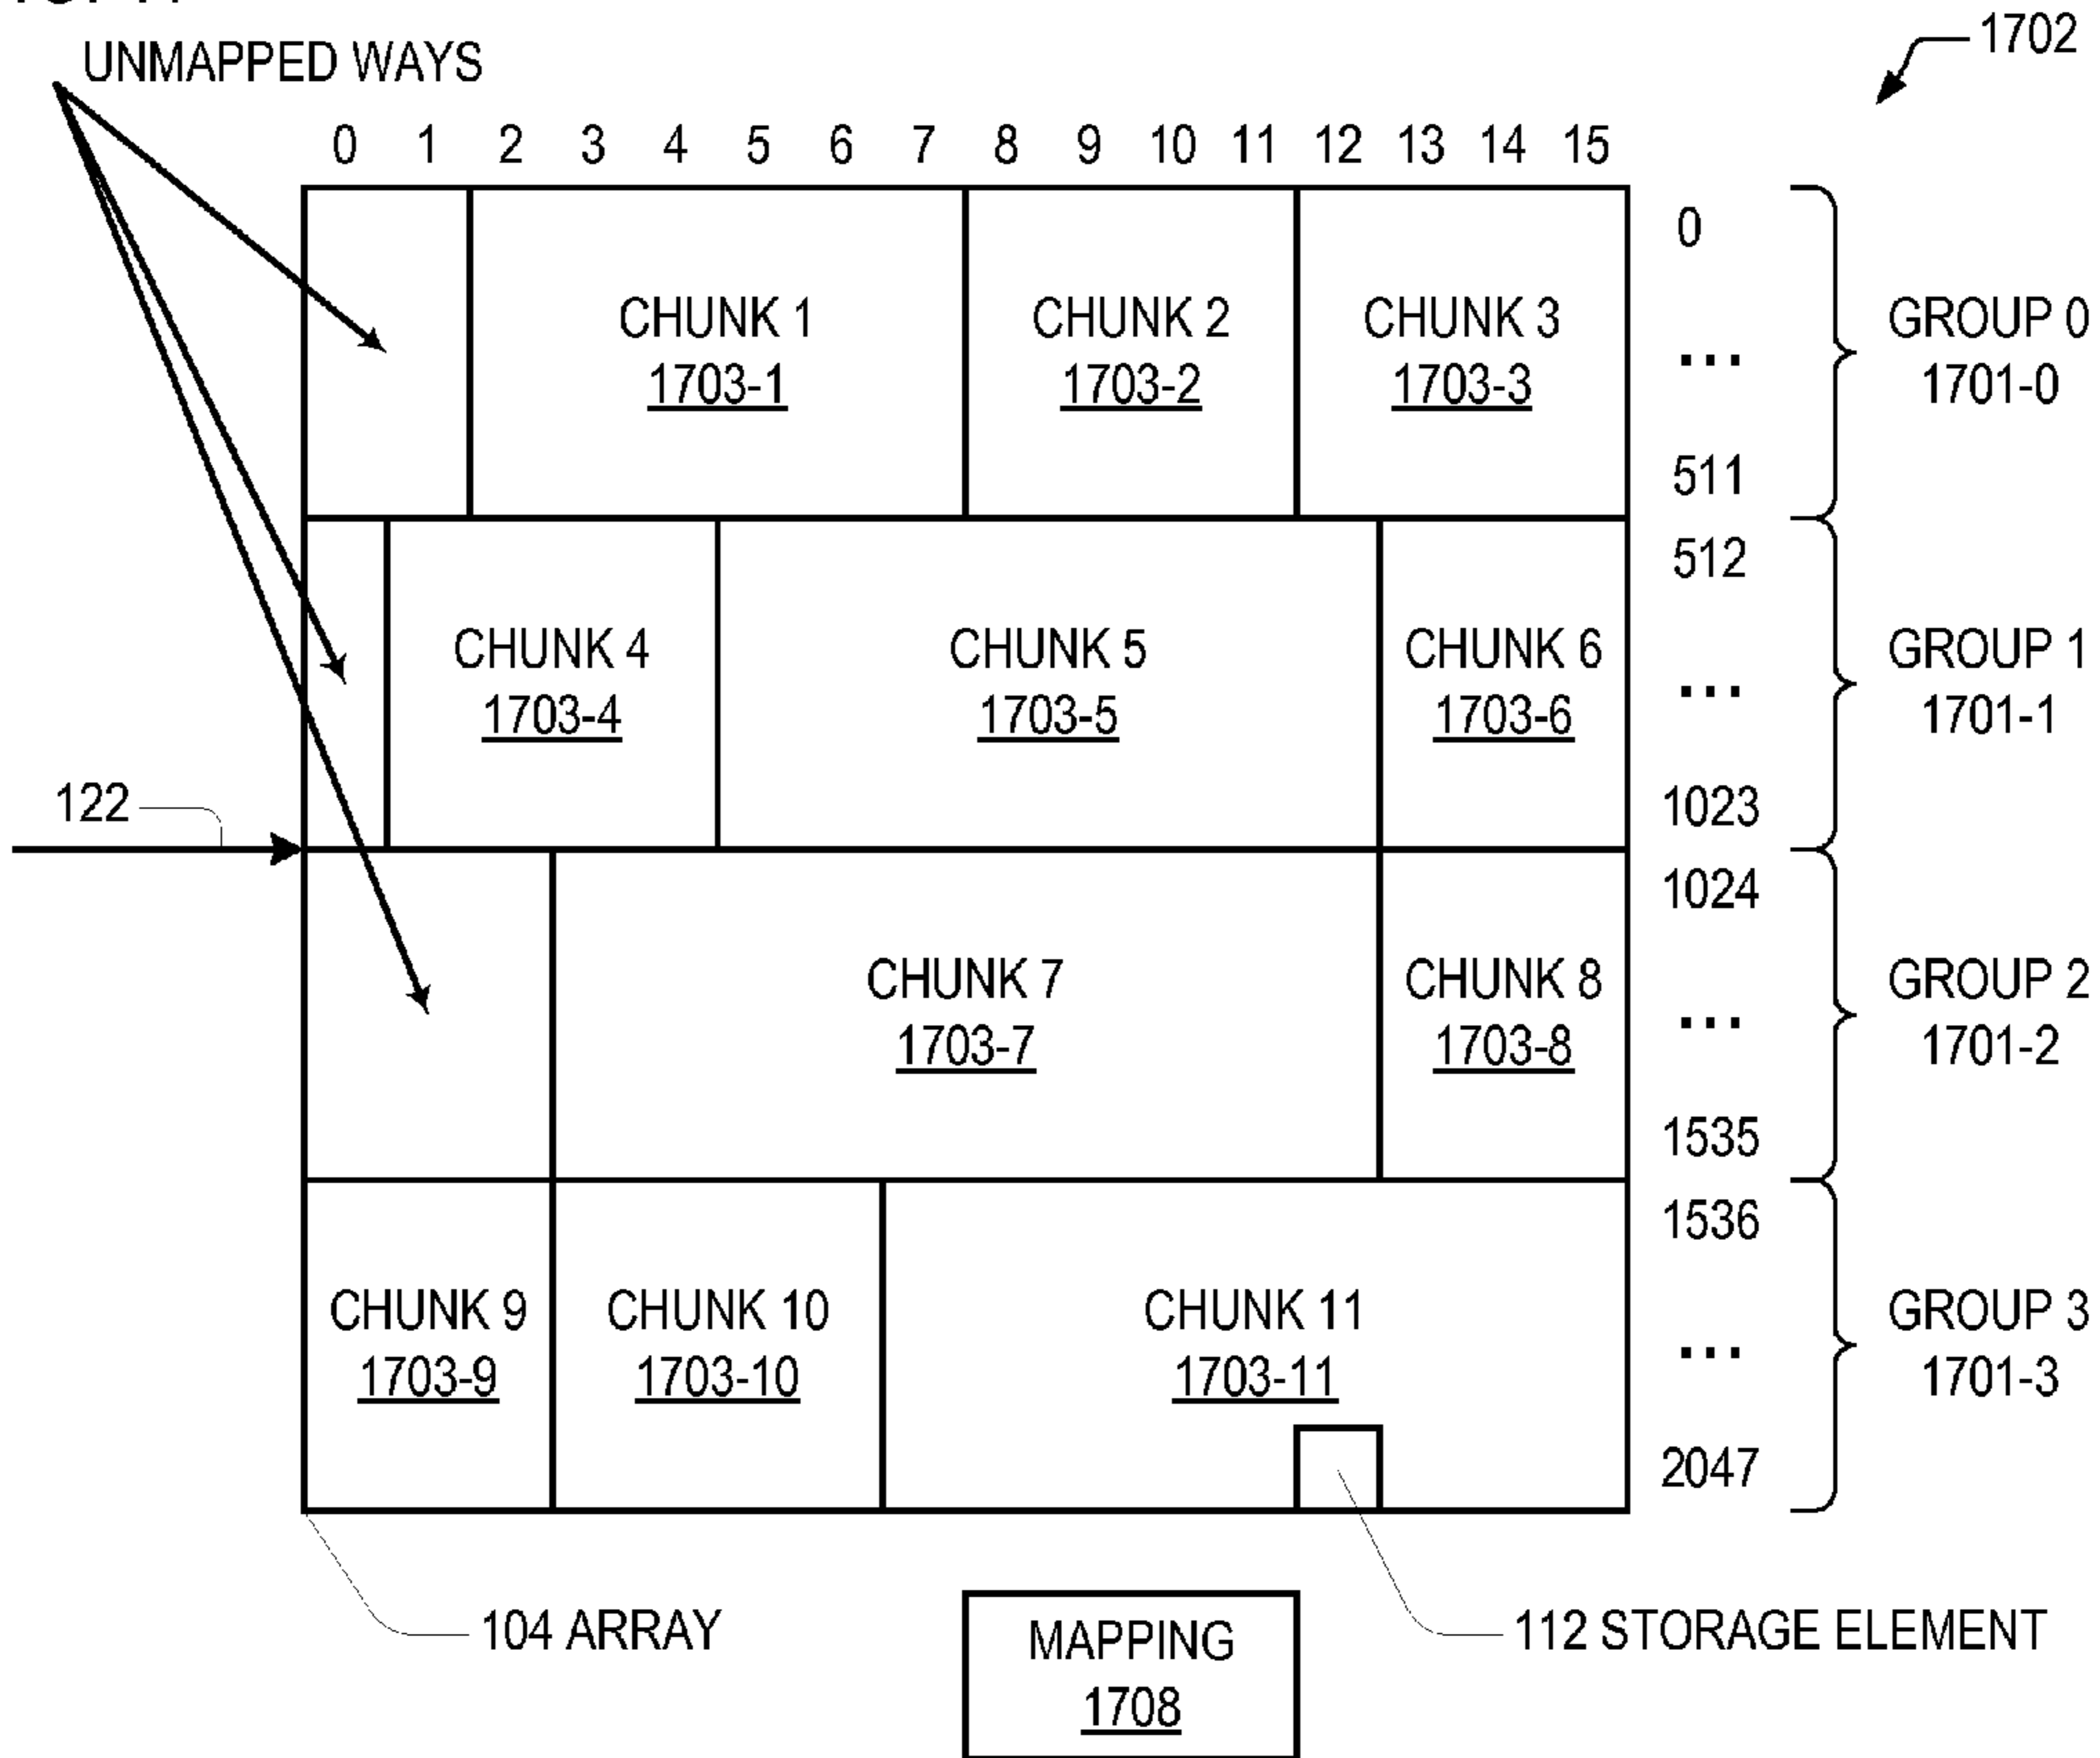 1702
UNMAPPED WAYS
0 1 2 3 4 5 6 7 8 9 10 11 12 13 14 15
0
CHUNK 1
1703-1
CHUNK 2
1703-2
CHUNK 3
1703-3
...
GROUP 0
1701-0
511
512
CHUNK 4
1703-4
CHUNK 5
1703-5
CHUNK 6
1703-6
...
GROUP 1
1701-1
122
1023
1024
CHUNK 7
1703-7
CHUNK 8
1703-8
...
GROUP 2
1701-2
1535
1536
CHUNK 9
1703-9
CHUNK 10
1703-10
CHUNK 11
1703-11
...
GROUP 3
1701-3
2047
104 ARRAY
MAPPING
1708
112 STORAGE ELEMENT